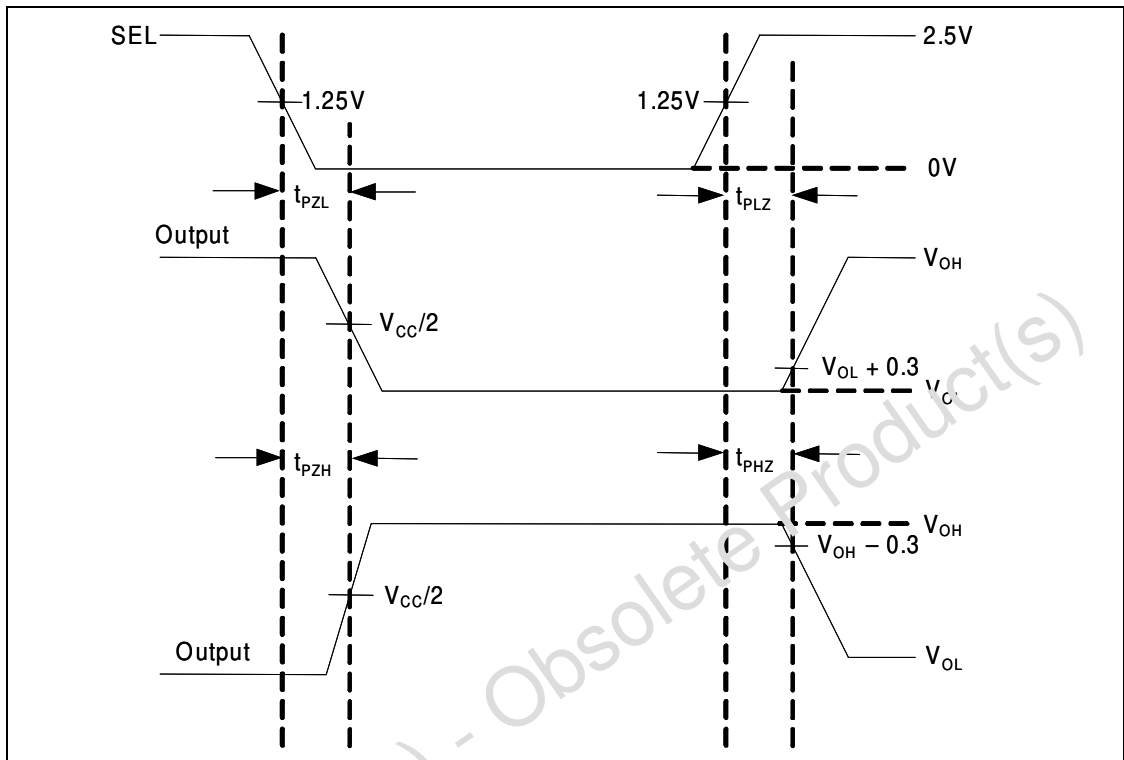 SEL
2.5V
1.25V
1.25V
0V
tPZL
tPLZ
Output
VOH
VCC/2
VOL + 0.3
tPZH
tPHZ
VOH
VOH – 0.3
VCC/2
Output
VOL
) - Obsolete Product(s)